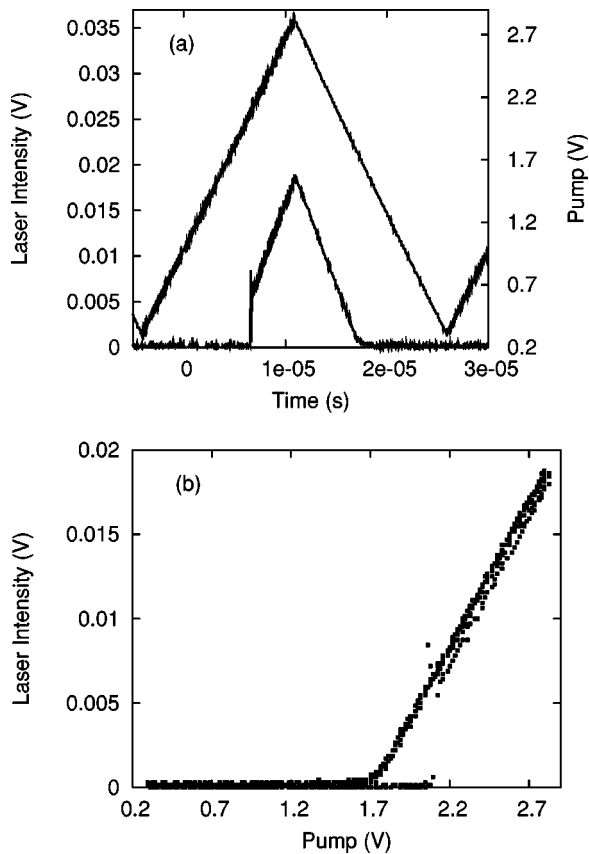 (a)
Laser Intensity (V)
0.035
0.03
0.025
0.02
0.015
0.01
0.005
0
2.7
2.2
1.7
1.2
0.7
0.2
Pump (V)
0
1e-05
2e-05
3e-05
Time (s)
(b)
Laser Intensity (V)
0.02
0.015
0.01
0.005
0
0.2
0.7
1.2
1.7
2.2
2.7
Pump (V)